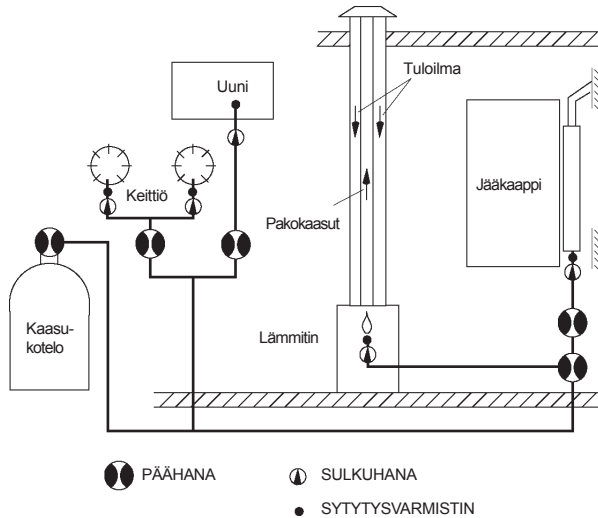 Uuni
Tuloilma
Keittiö
Jääkaappi
Pakokaasut
Kaasu-
kotelo
Lämmitin
PÄÄHANA
SULKUHANA
SYTYTYSVARMISTIN